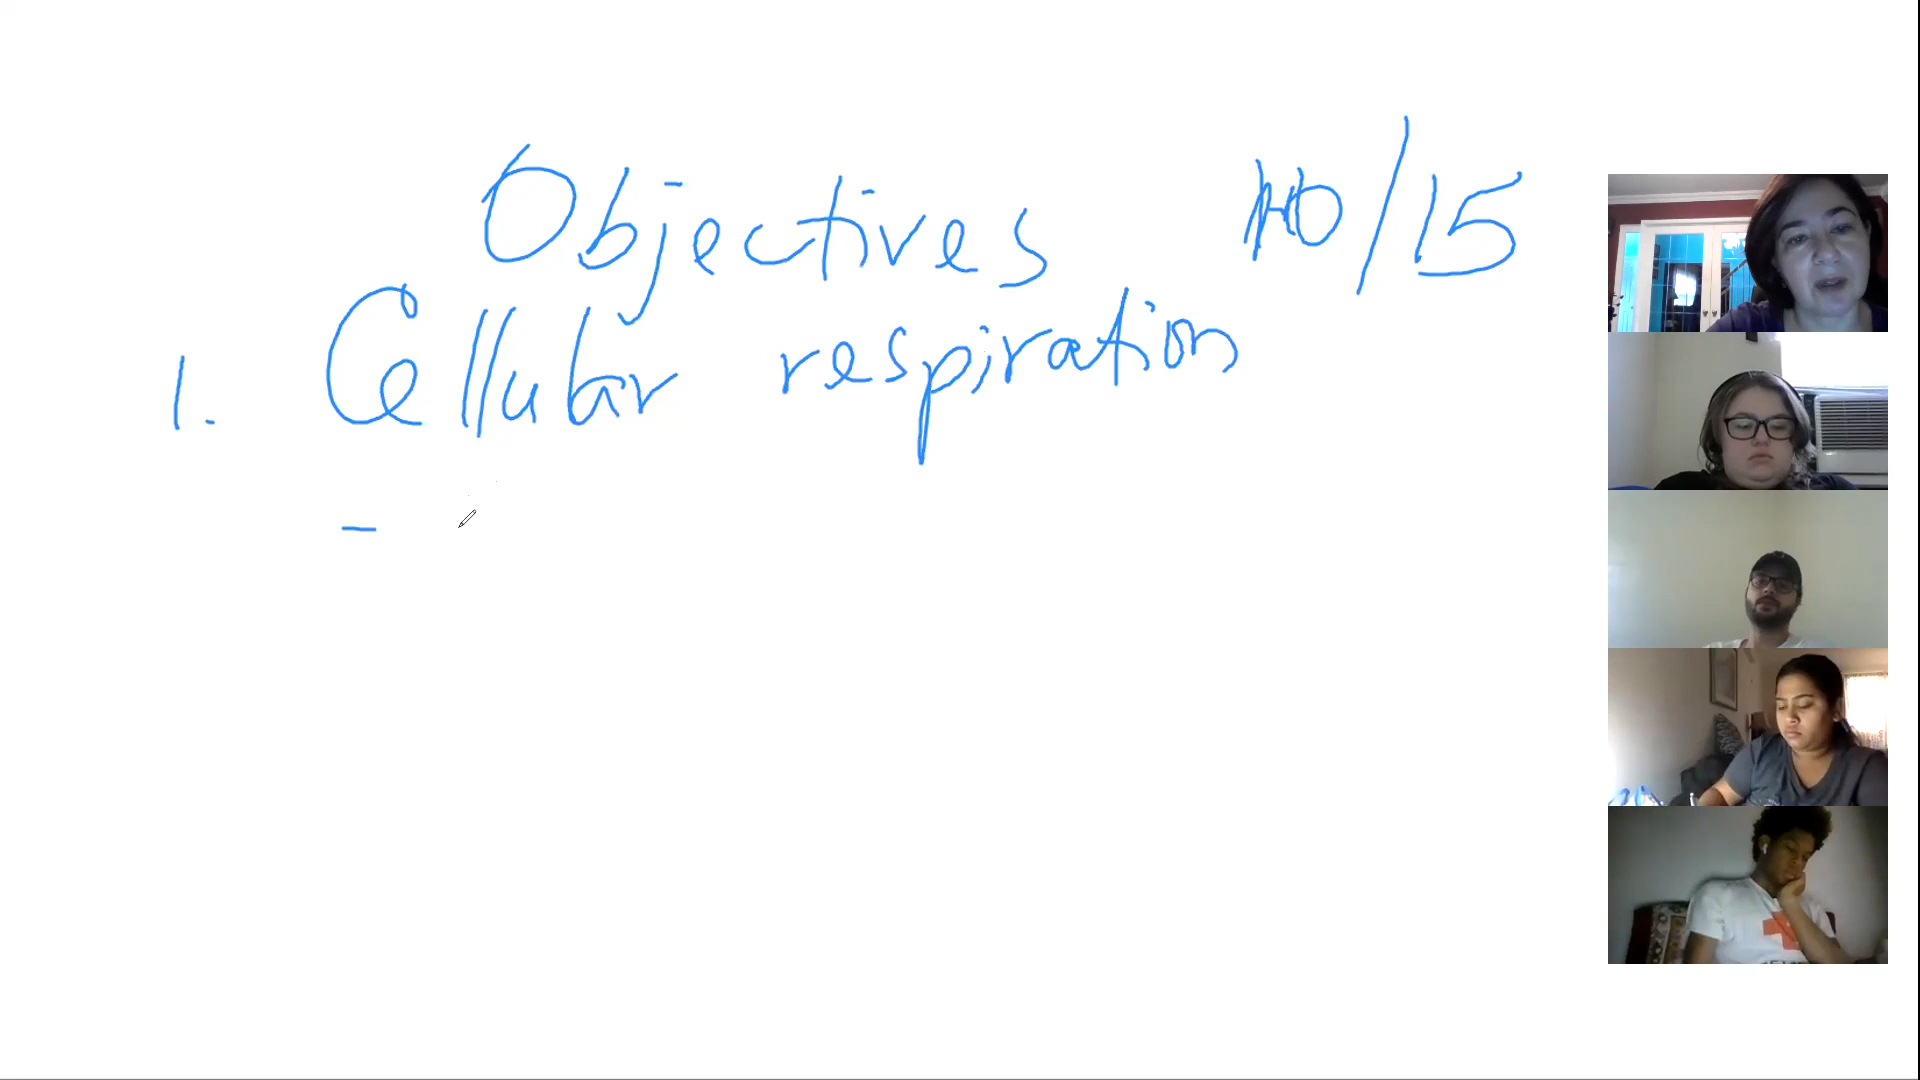 Objectives 10/15
1. Cellular respiration
-